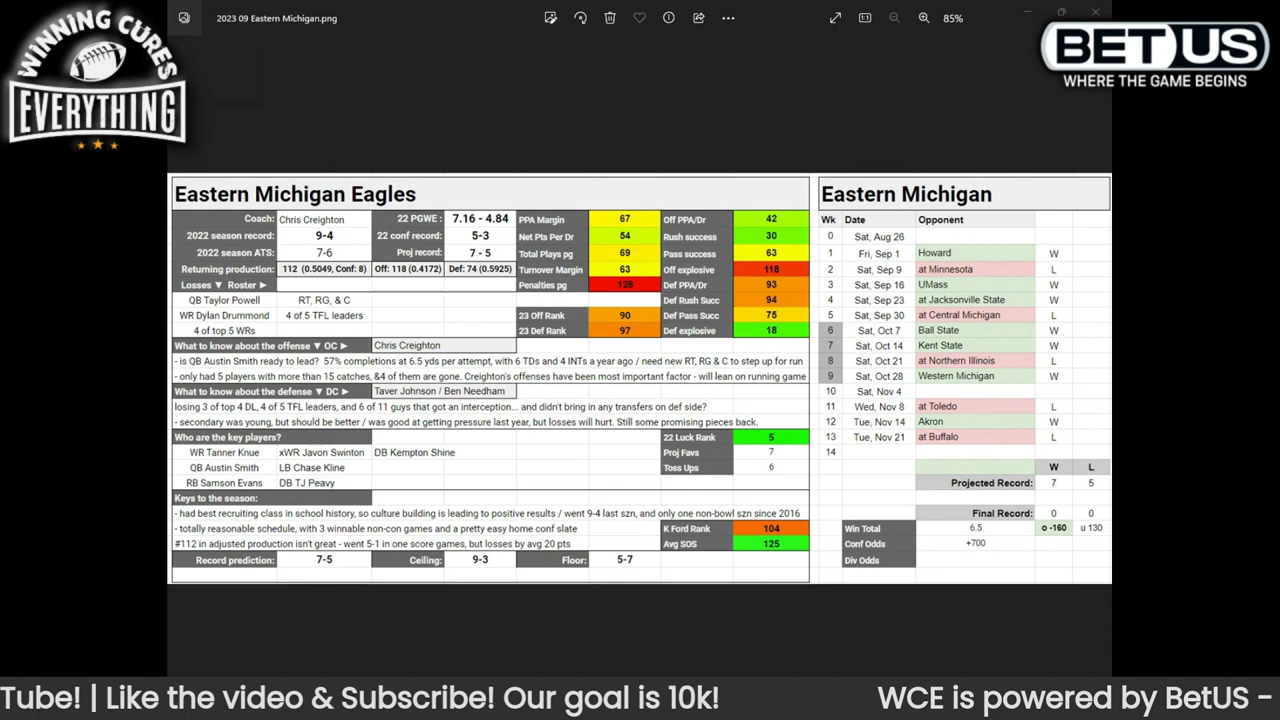 2023 09 Eastern Michigan.png
85%
WINNING CURES
EVERYTHING
BETUS
WHERE THE GAME BEGINS
Eastern Michigan Eagles
Coach: Chris Creighton 22 PGWE : 7.16 - 4.84 PPA Margin 67 Off PPA/Dr 42
2022 season record: 9-4 22 conf record: 5-3 Net Pts Per Dr 54 Rush success 30
2022 season ATS: 7-6 Proj record: 7 - 5 Total Plays pg 69 Pass success 63
Returning production: 112 (0.5049, Conf: 8) Off: 118 (0.4172) Def: 74 (0.5925) Turnover Margin 63 Off explosive 118
Losses ▼ Roster ► Penalties pg 128 Def PPA/Dr 93
QB Taylor Powell RT, RG, & C Def Rush Succ 94
WR Dylan Drummond 4 of 5 TFL leaders 23 Off Rank 90 Def Pass Succ 75
4 of top 5 WRs 23 Def Rank 97 Def explosive 18
What to know about the offense ▼ OC ► Chris Creighton
- is QB Austin Smith ready to lead? 57% completions at 6.5 yds per attempt, with 6 TDs and 4 INTs a year ago / need new RT, RG & C to step up for run
- only had 5 players with more than 15 catches, &4 of them are gone. Creighton's offenses have been most important factor - will lean on running game
What to know about the defense ▼ DC ► Taver Johnson / Ben Needham
losing 3 of top 4 DL, 4 of 5 TFL leaders, and 6 of 11 guys that got an interception... and didn't bring in any transfers on def side?
- secondary was young, but should be better / was good at getting pressure last year, but losses will hurt. Still some promising pieces back.
Who are the key players? 22 Luck Rank 5
WR Tanner Knue xWR Javon Swinton DB Kempton Shine Proj Favs 7
QB Austin Smith LB Chase Kline Toss Ups 6
RB Samson Evans DB TJ Peavy
Keys to the season:
- had best recruiting class in school history, so culture building is leading to positive results / went 9-4 last szn, and only one non-bowl szn since 2016
- totally reasonable schedule, with 3 winnable non-con games and a pretty easy home conf slate K Ford Rank 104
#112 in adjusted production isn't great - went 5-1 in one score games, but losses by avg 20 pts Avg SOS 125
Record prediction: 7-5 Ceiling: 9-3 Floor: 5-7
Eastern Michigan
Wk Date Opponent
0 Sat, Aug 26
1 Fri, Sep 1 Howard W
2 Sat, Sep 9 at Minnesota L
3 Sat, Sep 16 UMass W
4 Sat, Sep 23 at Jacksonville State W
5 Sat, Sep 30 at Central Michigan L
6 Sat, Oct 7 Ball State W
7 Sat, Oct 14 Kent State W
8 Sat, Oct 21 at Northern Illinois L
9 Sat, Oct 28 Western Michigan W
10 Sat, Nov 4
11 Wed, Nov 8 at Toledo L
12 Tue, Nov 14 Akron W
13 Tue, Nov 21 at Buffalo L
14
W L
Projected Record: 7 5
Final Record: 0 0
Win Total 6.5 o -160 u 130
Conf Odds +700
Div Odds
Tube! | Like the video & Subscribe! Our goal is 10k! WCE is powered by BetUS -